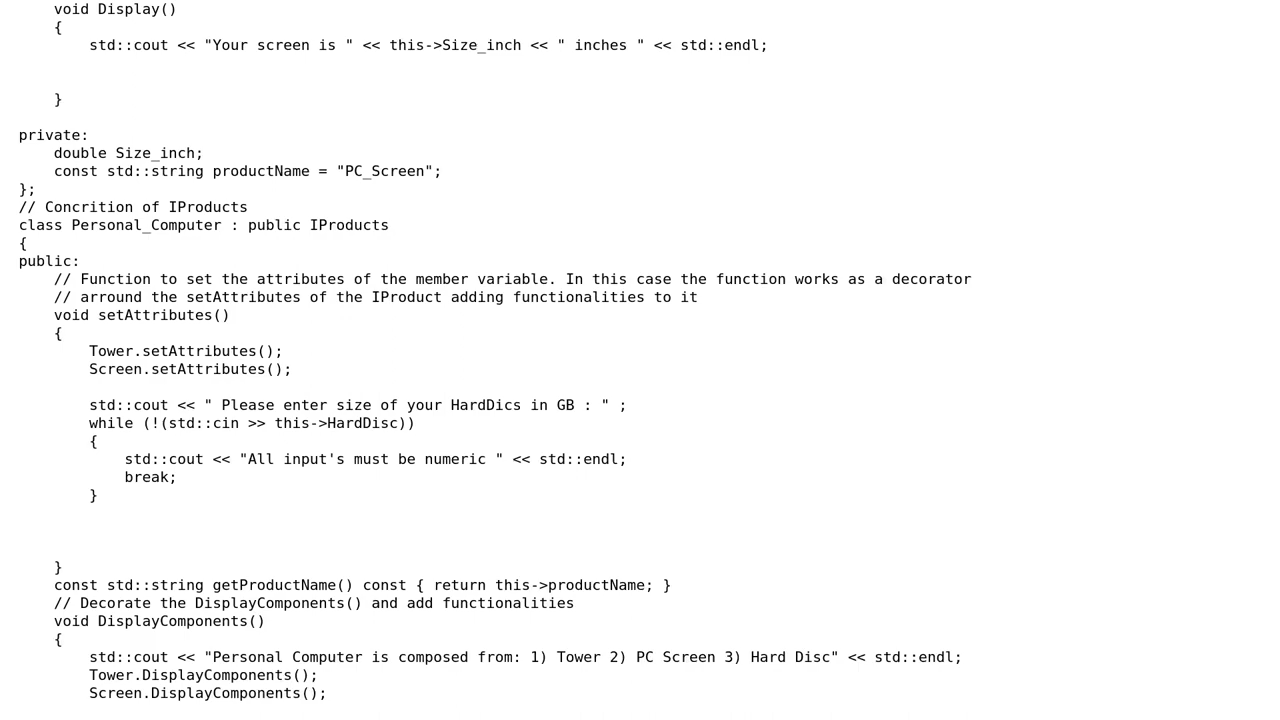 void Display()
{
std::cout << "Your screen is " << this->Size_inch << " inches " << std::endl;
}
private:
double Size_inch;
const std::string productName = "PC_Screen";
};
// Concrition of IProducts
class Personal_Computer : public IProducts
{
public:
// Function to set the attributes of the member variable. In this case the function works as a decorator
// arround the setAttributes of the IProduct adding functionalities to it
void setAttributes()
{
Tower.setAttributes();
Screen.setAttributes();
std::cout << " Please enter size of your HardDics in GB : " ;
while (!(std::cin >> this->HardDisc))
{
std::cout << "All input's must be numeric " << std::endl;
break;
}
}
const std::string getProductName() const { return this->productName; }
// Decorate the DisplayComponents() and add functionalities
void DisplayComponents()
{
std::cout << "Personal Computer is composed from: 1) Tower 2) PC Screen 3) Hard Disc" << std::endl;
Tower.DisplayComponents();
Screen.DisplayComponents();